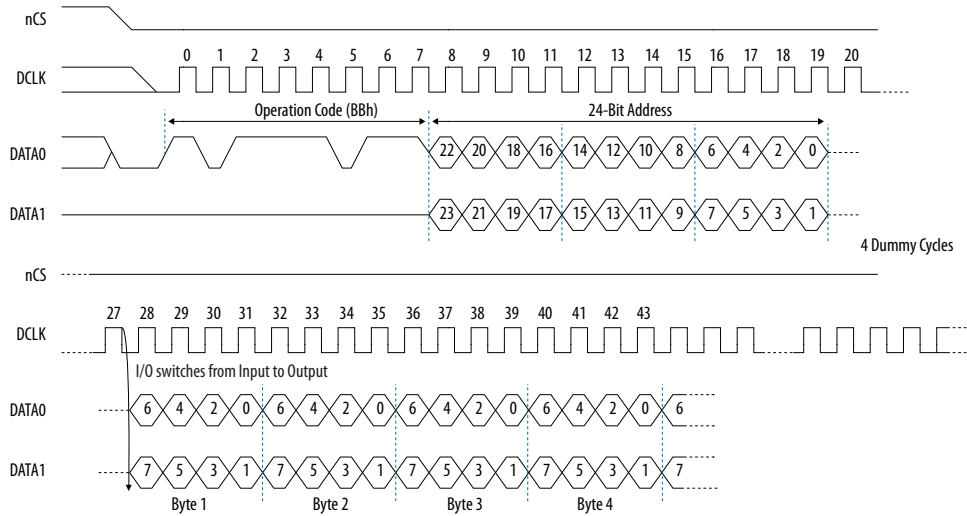 nCS
0 1 2 3 4 5 6 7 8 9 10 11 12 13 14 15 16 17 18 19 20
DCLK
Operation Code (BBh) 24-Bit Address
DATA0 22 20 18 16 14 12 10 8 6 4 2 0
DATA1 23 21 19 17 15 13 11 9 7 5 3 1
4 Dummy Cycles
nCS
27 28 29 30 31 32 33 34 35 36 37 38 39 40 41 42 43
DCLK
I/O switches from Input to Output
DATA0 6 4 2 0 6 4 2 0 6 4 2 0 6 4 2 0 6
DATA1 7 5 3 1 7 5 3 1 7 5 3 1 7 5 3 1 7
Byte 1 Byte 2 Byte 3 Byte 4